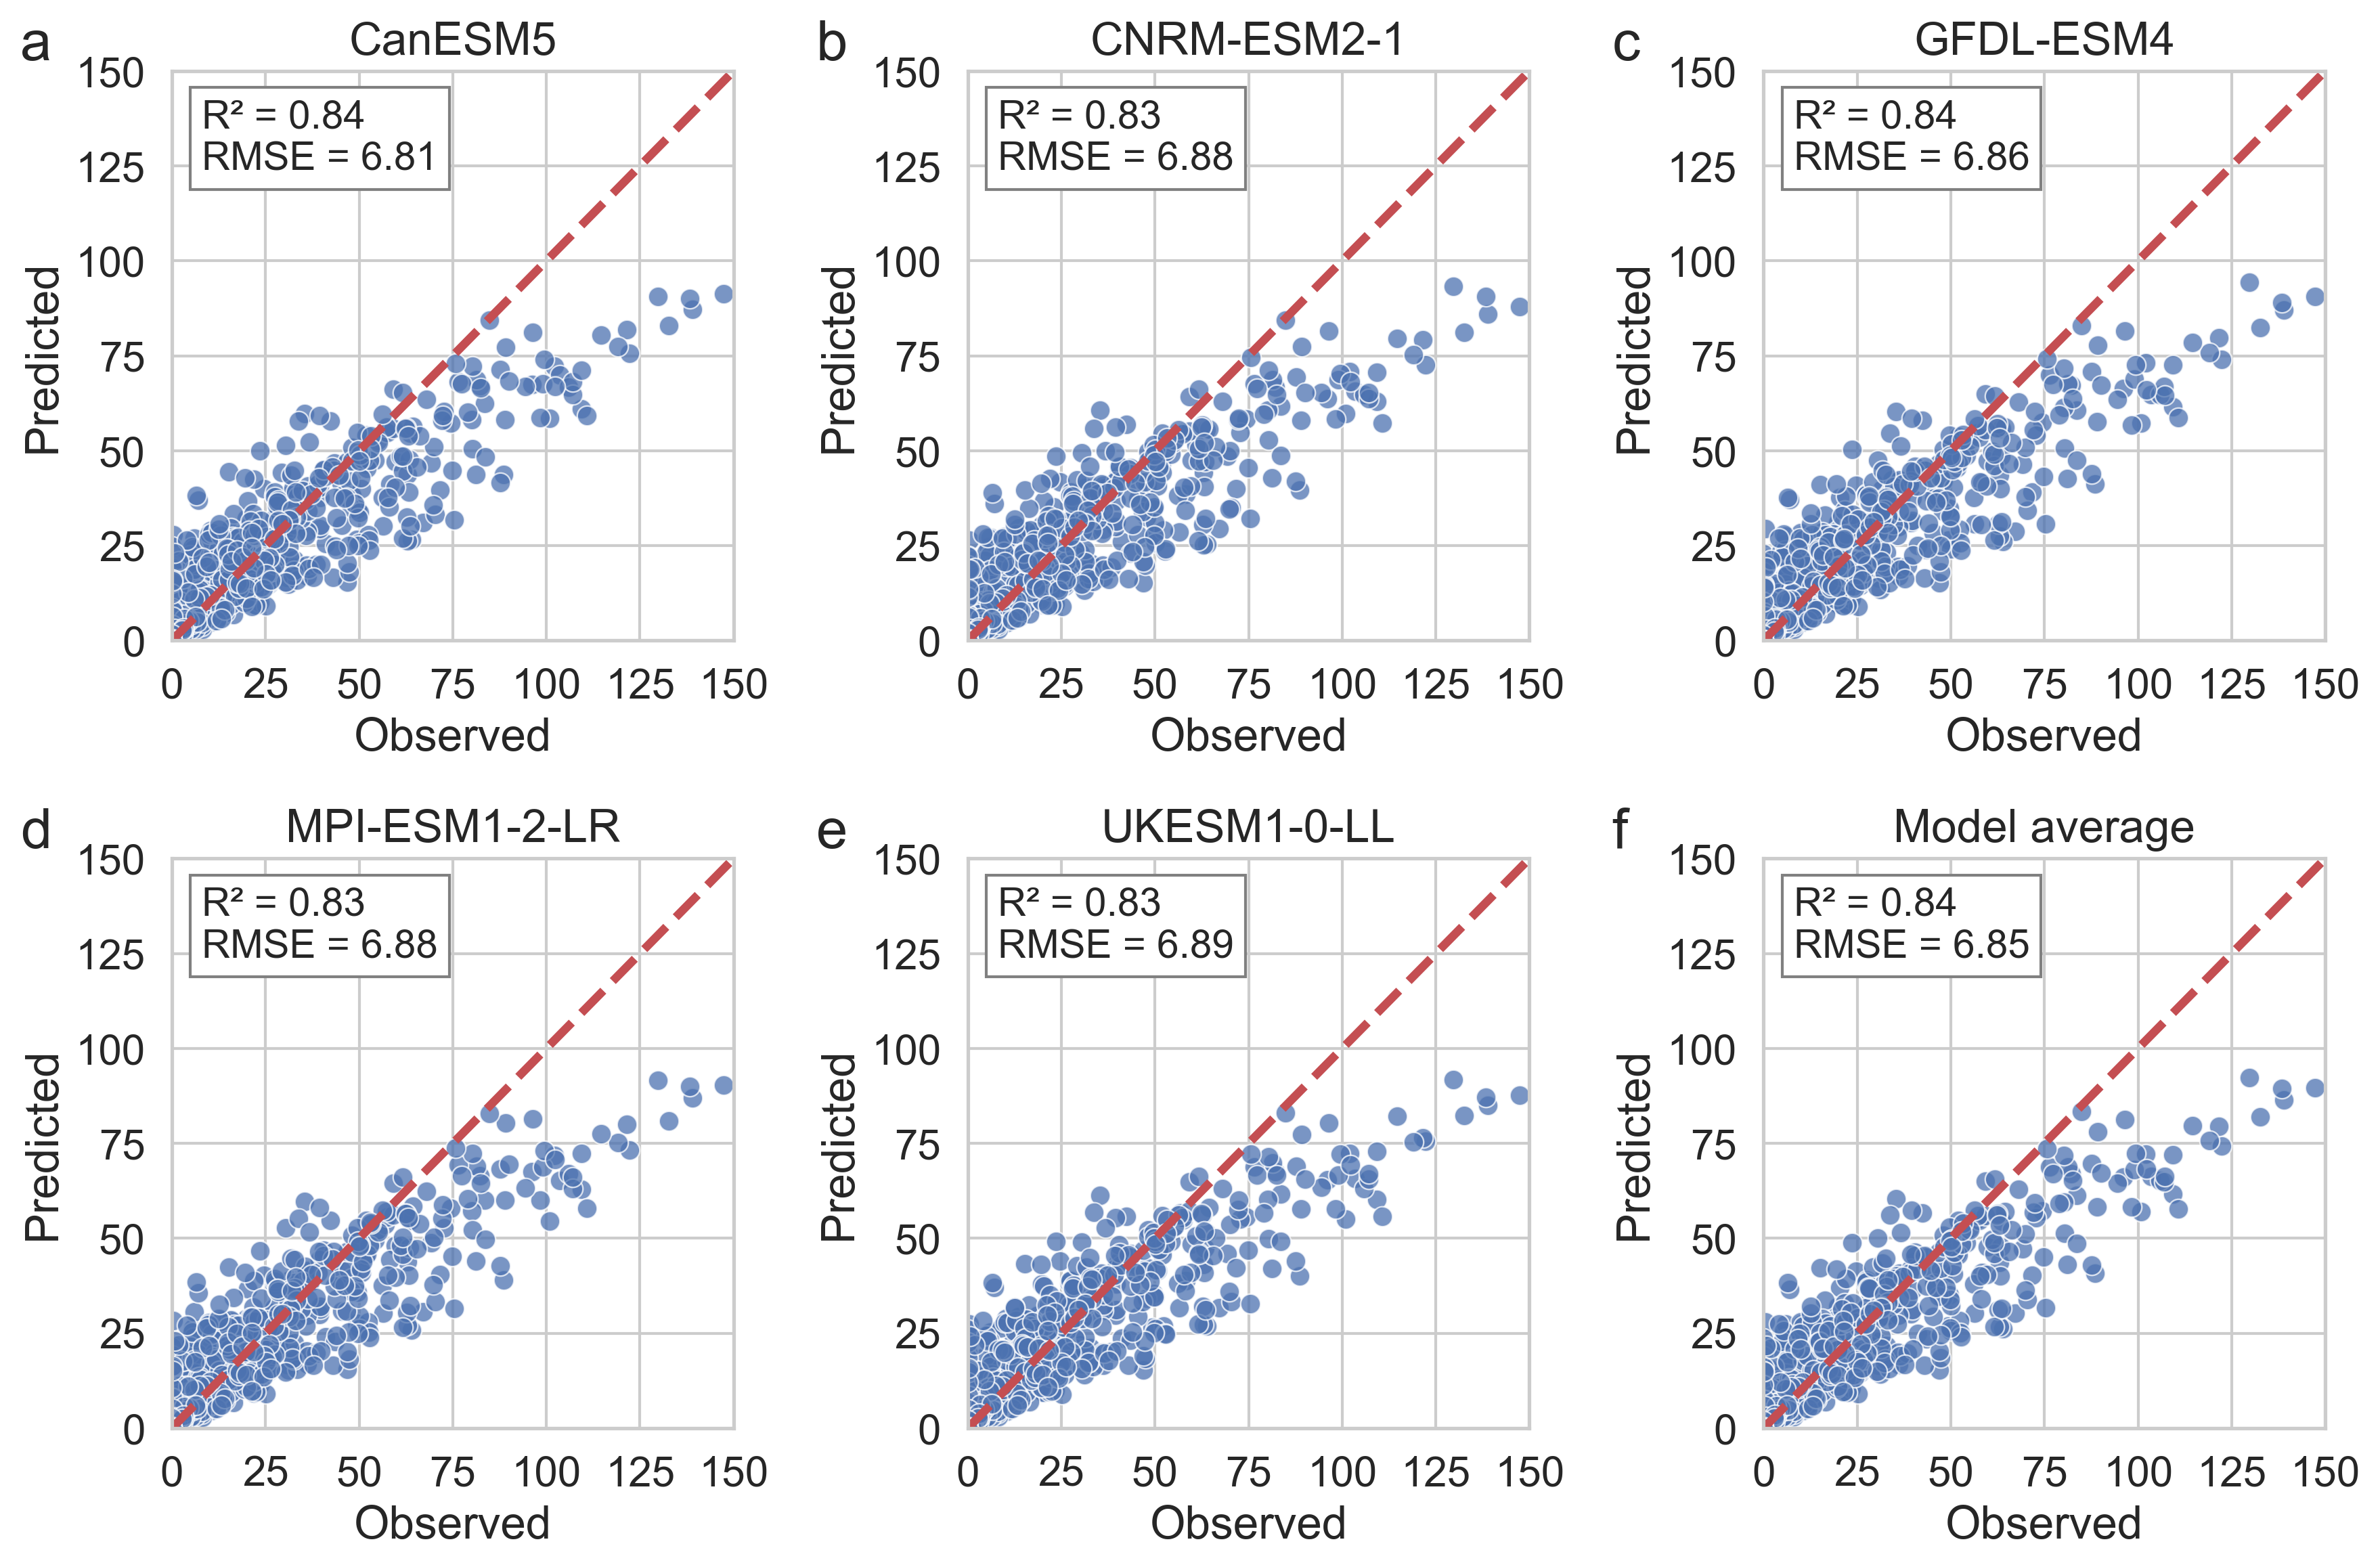 a
CanESM5
R² = 0.84
RMSE = 6.81
150
125
100
75
50
25
0
Predicted
0 25 50 75 100 125 150
Observed
b
CNRM-ESM2-1
R² = 0.83
RMSE = 6.88
150
125
100
75
50
25
0
Predicted
0 25 50 75 100 125 150
Observed
c
GFDL-ESM4
R² = 0.84
RMSE = 6.86
150
125
100
75
50
25
0
Predicted
0 25 50 75 100 125 150
Observed
d
MPI-ESM1-2-LR
R² = 0.83
RMSE = 6.88
150
125
100
75
50
25
0
Predicted
0 25 50 75 100 125 150
Observed
e
UKESM1-0-LL
R² = 0.83
RMSE = 6.89
150
125
100
75
50
25
0
Predicted
0 25 50 75 100 125 150
Observed
f
Model average
R² = 0.84
RMSE = 6.85
150
125
100
75
50
25
0
Predicted
0 25 50 75 100 125 150
Observed